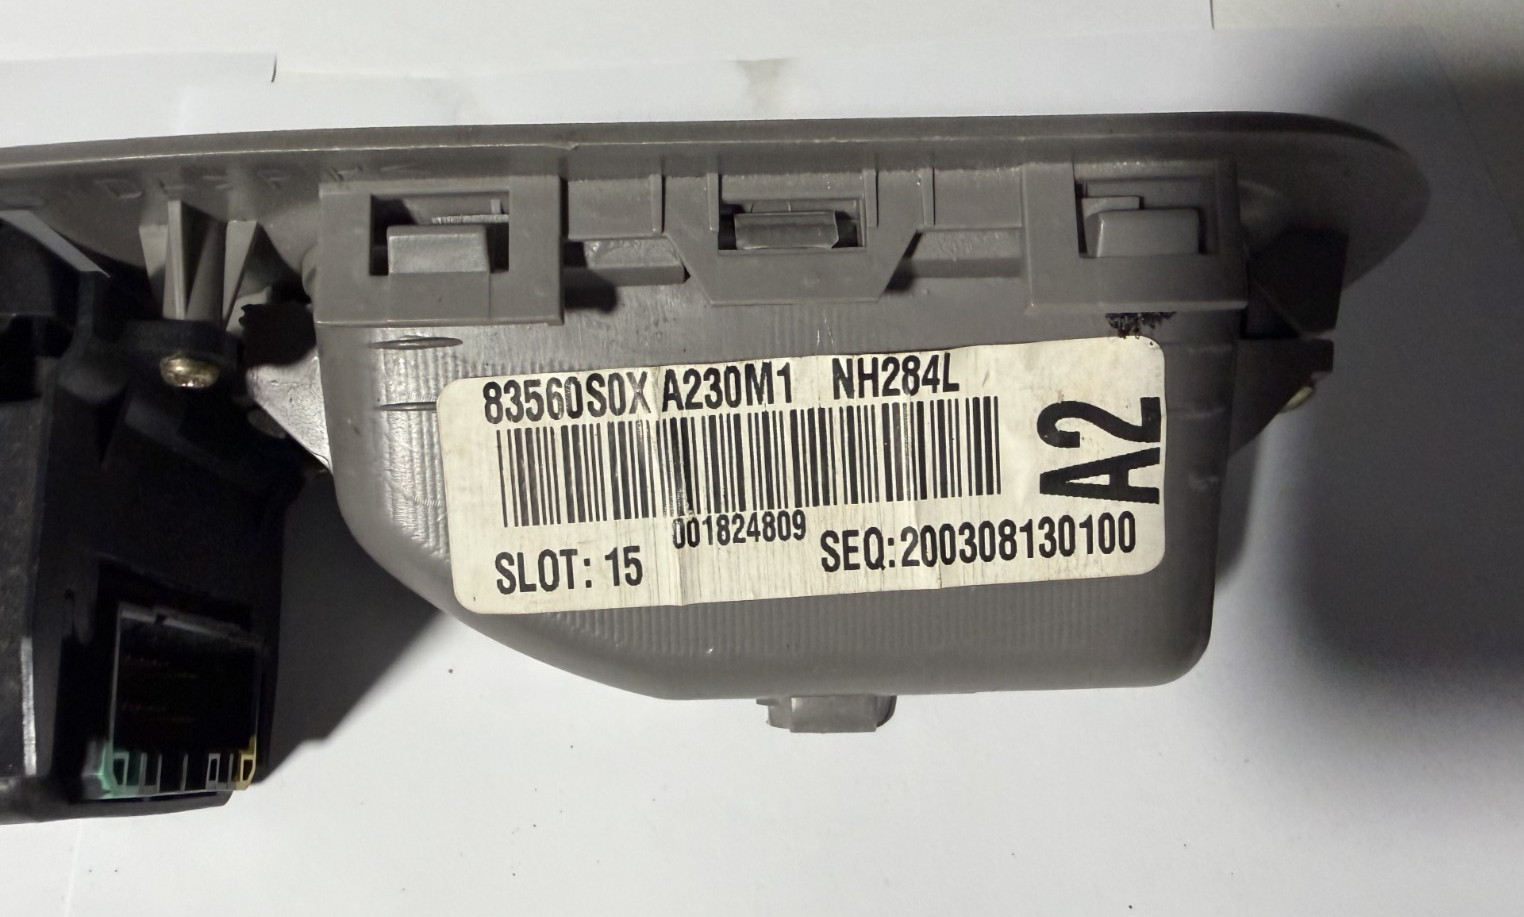 83560S0X A230M1 NH284L
A2
001824809
SLOT: 15 SEQ:200308130100